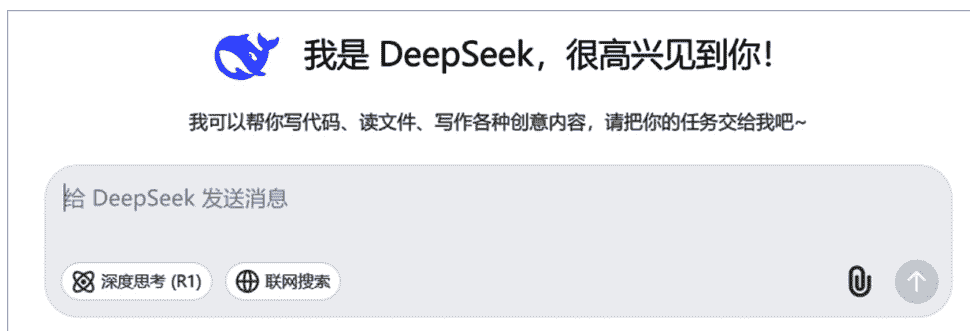 我是 DeepSeek，很高兴见到你！
我可以帮你写代码、读文件、写作各种创意内容，请把你的任务交给我吧~
给 DeepSeek 发送消息
深度思考 (R1) 联网搜索